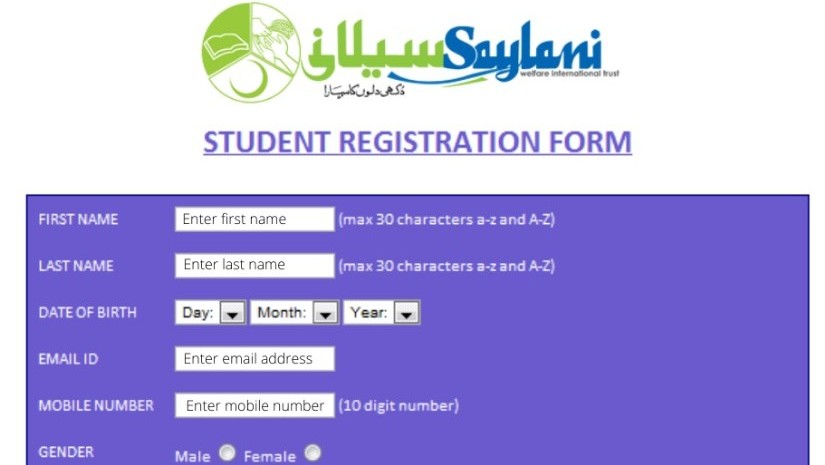 سیلانی Saylani
welfare international trust
دُکھی دلوں کا سہارا
STUDENT REGISTRATION FORM
FIRST NAME Enter first name (max 30 characters a-z and A-Z)
LAST NAME Enter last name (max 30 characters a-z and A-Z)
DATE OF BIRTH Day: Month: Year:
EMAIL ID Enter email address
MOBILE NUMBER Enter mobile number (10 digit number)
GENDER Male Female